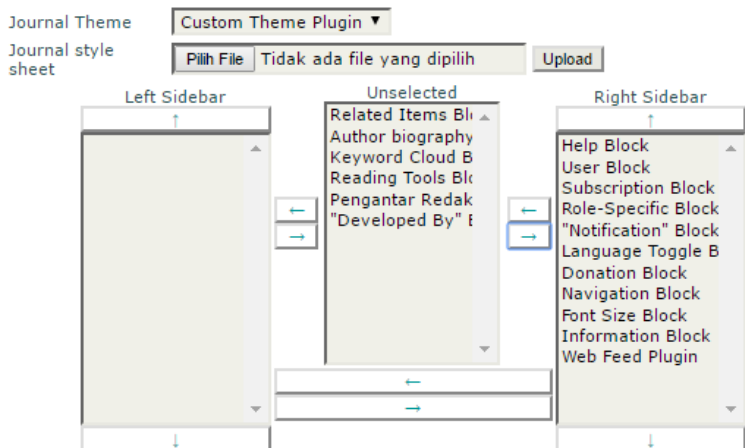 Journal Theme Custom Theme Plugin ▼
Journal style sheet Pilih File Tidak ada file yang dipilih Upload
Left Sidebar Unselected Right Sidebar
↑ ↑
Related Items
Author biography
Keyword Cloud B
Reading Tools
Pengantar Redak
"Developed By"
← →
← →
← →
Help Block
User Block
Subscription Block
Role-Specific Block
"Notification" Block
Language Toggle B
Donation Block
Navigation Block
Font Size Block
Information Block
Web Feed Plugin
↓ ↓